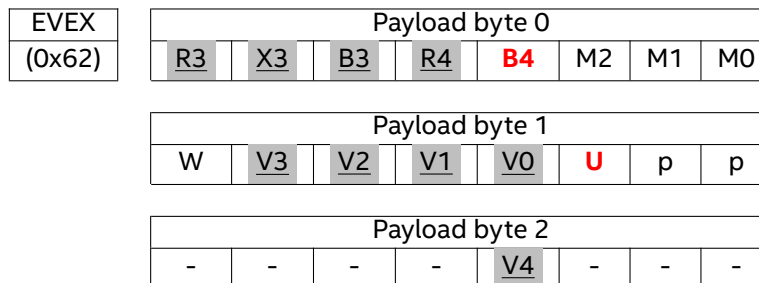 EVEX Payload byte 0
(0x62) R3 X3 B3 R4 B4 M2 M1 M0
Payload byte 1
W V3 V2 V1 V0 U p p
Payload byte 2
- - - - V4 - - -